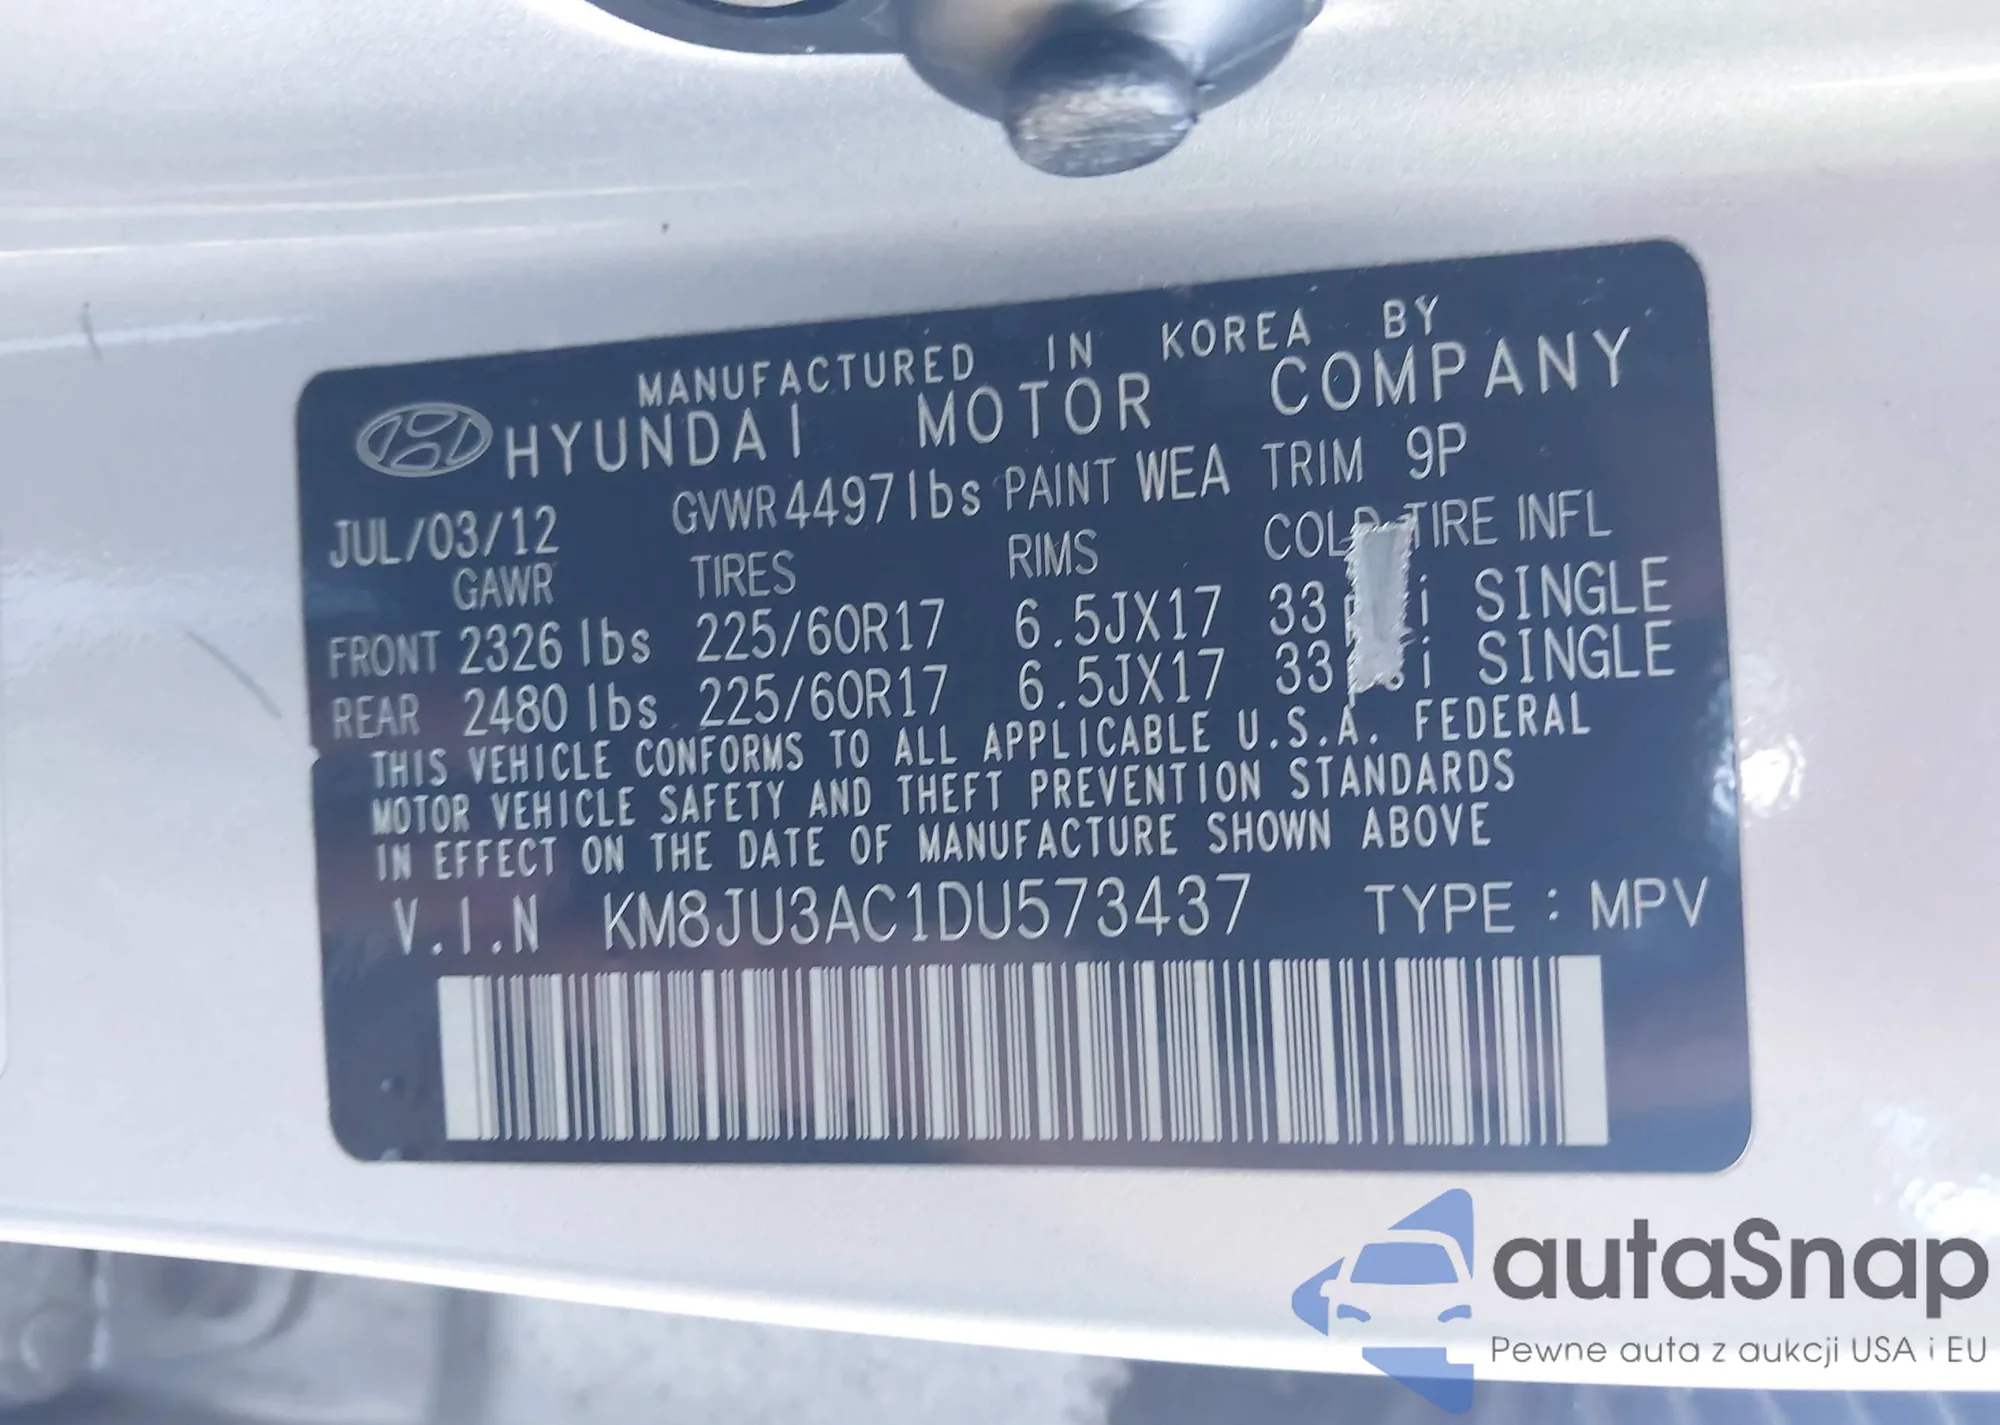 MANUFACTURED IN KOREA BY
HYUNDAI MOTOR COMPANY
JUL/03/12 GVWR 4497lbs PAINT WEA TRIM 9P
GAWR TIRES RIMS COLD TIRE INFL
FRONT 2326 lbs 225/60R17 6.5JX17 33 SINGLE
REAR 2480 lbs 225/60R17 6.5JX17 33 SINGLE
THIS VEHICLE CONFORMS TO ALL APPLICABLE U.S.A. FEDERAL
MOTOR VEHICLE SAFETY AND THEFT PREVENTION STANDARDS
IN EFFECT ON THE DATE OF MANUFACTURE SHOWN ABOVE
V.I.N KM8JU3AC1DU573437 TYPE : MPV
autaSnap
Pewne auta z aukcji USA i EU